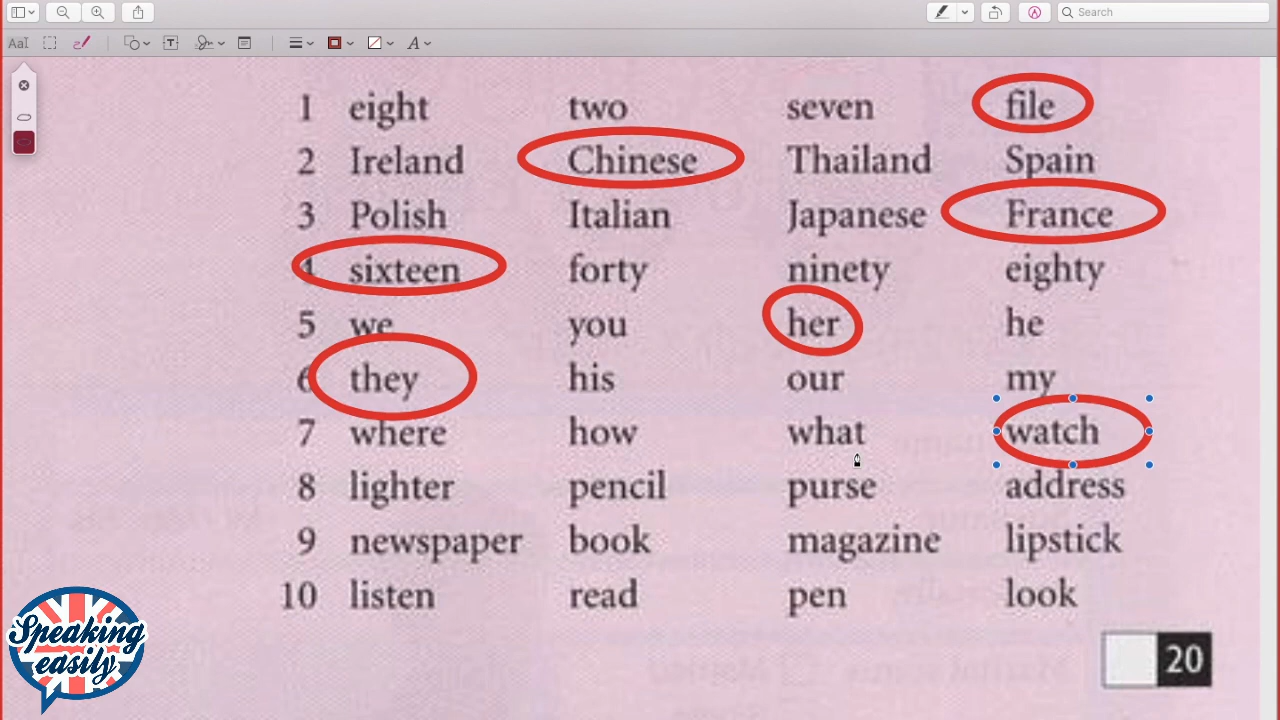 Search
AaI T A
1 eight two seven file
2 Ireland Chinese Thailand Spain
3 Polish Italian Japanese France
4 sixteen forty ninety eighty
5 we you her he
6 they his our my
7 where how what watch
8 lighter pencil purse address
9 newspaper book magazine lipstick
10 listen read pen look
20
Speaking
easily